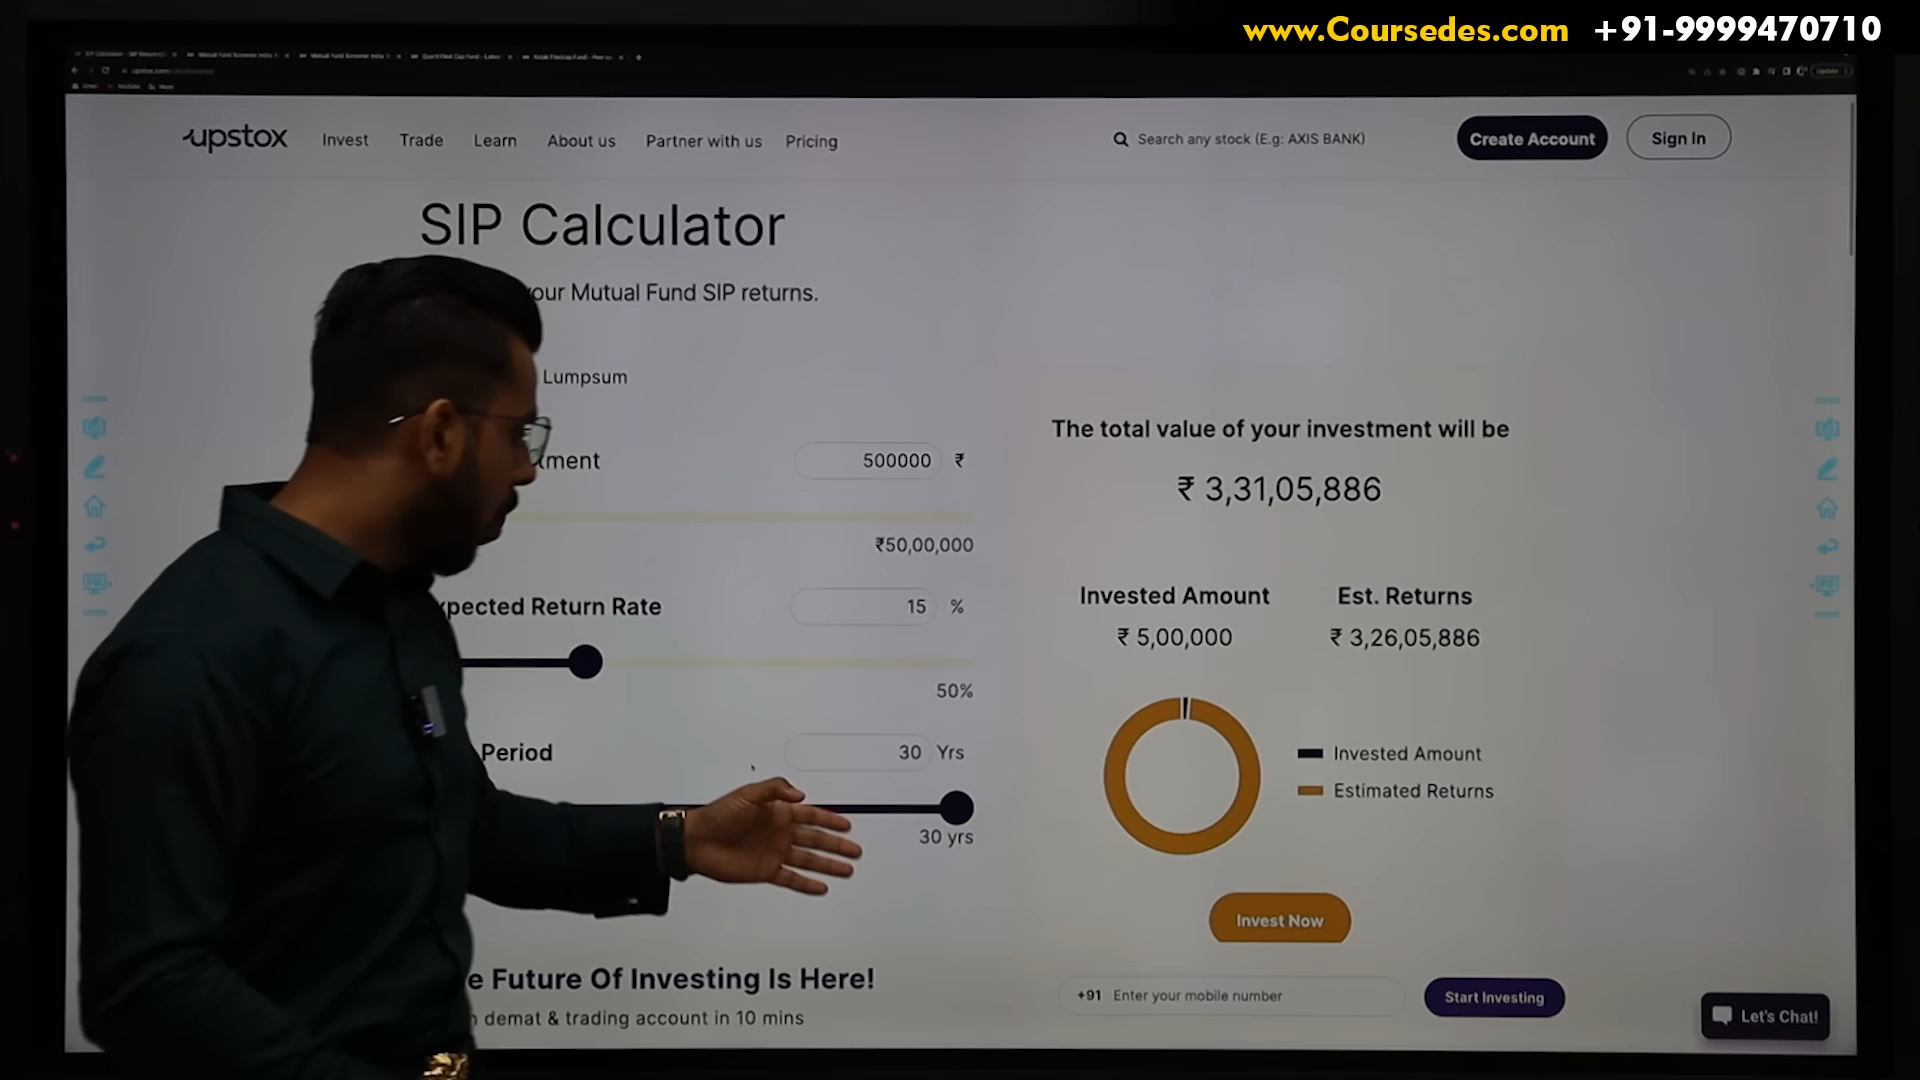 www.Coursedes.com +91-9999470710
upstox Invest Trade Learn About us Partner with us Pricing Search any stock (E.g: AXIS BANK) Create Account Sign In
SIP Calculator
your Mutual Fund SIP returns.
Lumpsum
500000 ₹
₹50,00,000
Expected Return Rate 15 %
50%
Period 30 Yrs
30 yrs
The total value of your investment will be
₹ 3,31,05,886
Invested Amount Est. Returns
₹ 5,00,000 ₹ 3,26,05,886
Invested Amount
Estimated Returns
Invest Now
Future Of Investing Is Here!
demat & trading account in 10 mins
+91 Enter your mobile number Start Investing
Let's Chat!